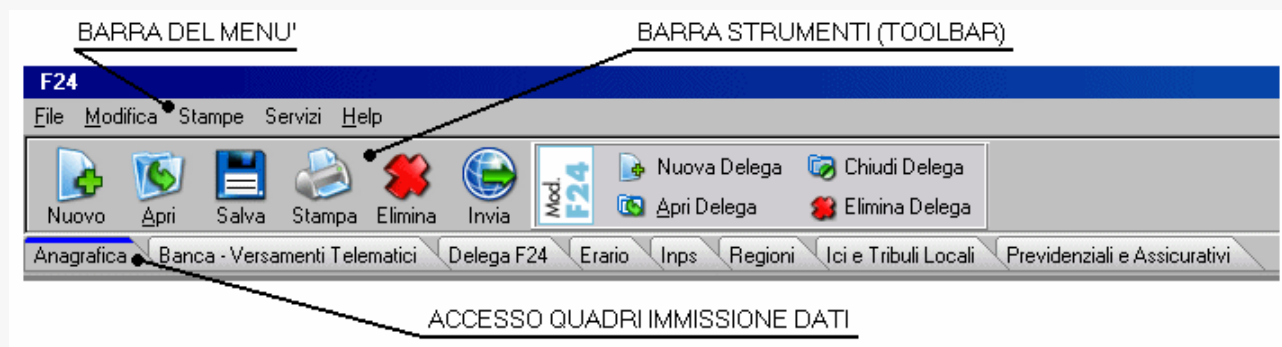 BARRA DEL MENU' BARRA STRUMENTI (TOOLBAR)
F24
File Modifica Stampe Servizi Help
Mod. F24 Nuova Delega Chiudi Delega
Nuovo Apri Salva Stampa Elimina Invia Apri Delega Elimina Delega
Anagrafica Banca - Versamenti Telematici Delega F24 Erario Inps Regioni Ici e Tribuli Locali Previdenziali e Assicurativi
ACCESSO QUADRI IMMISSIONE DATI